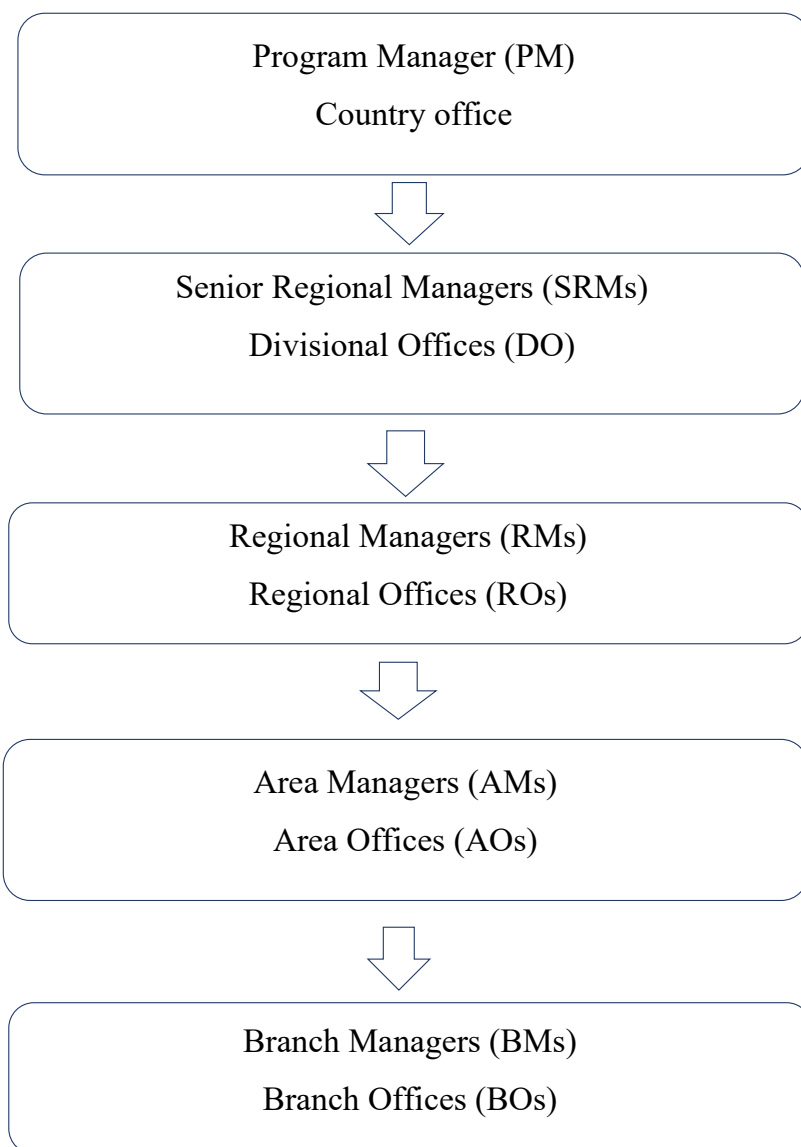 Program Manager (PM)
Country office
Senior Regional Managers (SRMs)
Divisional Offices (DO)
Regional Managers (RMs)
Regional Offices (ROs)
Area Managers (AMs)
Area Offices (AOs)
Branch Managers (BMs)
Branch Offices (BOs)